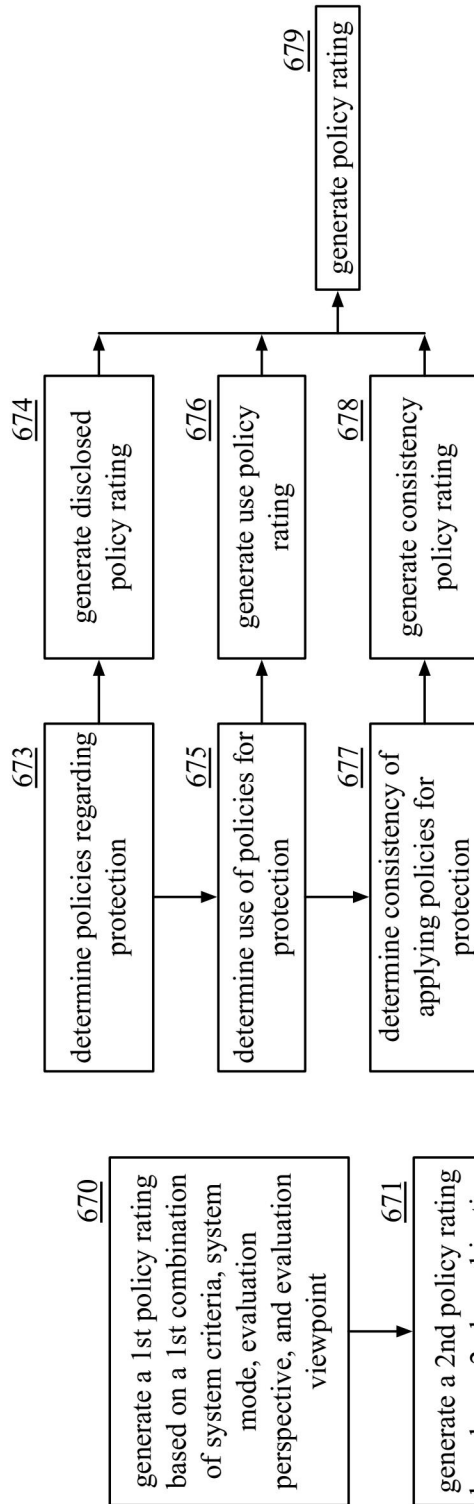 670
generate a 1st policy rating
based on a 1st combination
of system criteria, system
mode, evaluation
perspective, and evaluation
viewpoint
671
generate a 2nd policy rating
673
determine policies regarding
protection
674
generate disclosed
policy rating
675
determine use of policies for
protection
676
generate use policy
rating
677
determine consistency of
applying policies for
protection
678
generate consistency
policy rating
679
generate policy rating